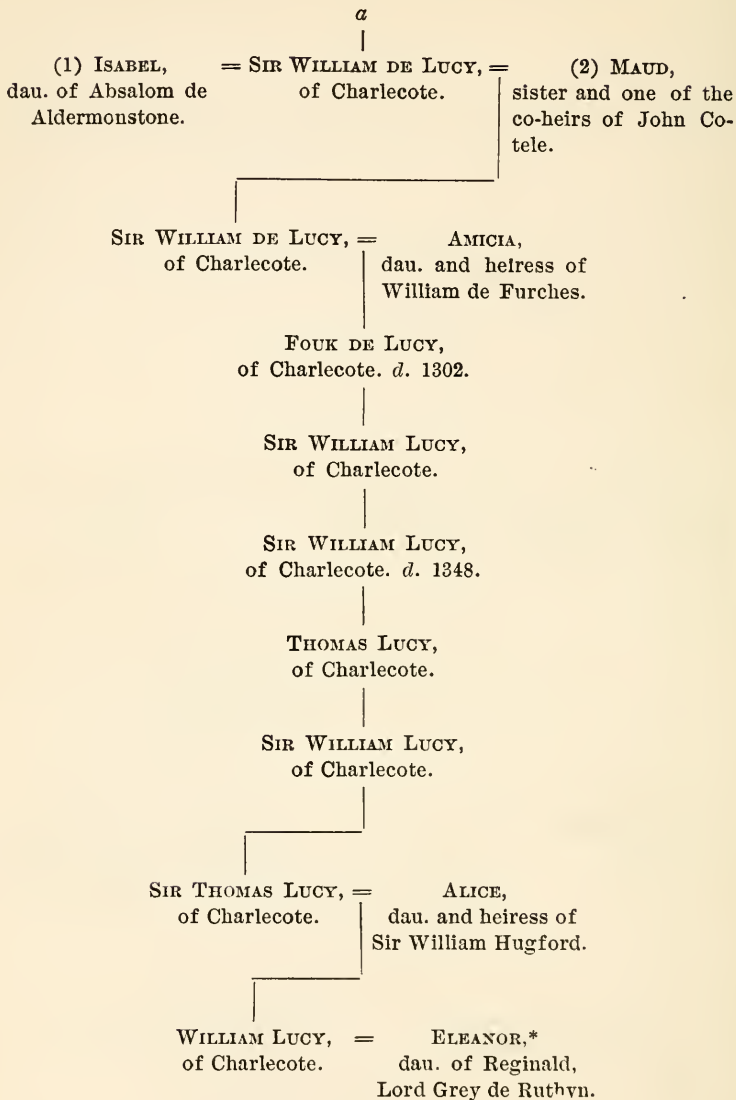 a
(1) ISABEL,
dau. of Absalom de
Aldermonstone.
= SIR WILLIAM DE LUCY, =
of Charlecote.
(2) MAUD,
sister and one of the
co-heirs of John Co-
tele.
SIR WILLIAM DE LUCY, =
of Charlecote.
AMICIA,
dau. and heiress of
William de Furches.
FOUK DE LUCY,
of Charlecote. d. 1302.
SIR WILLIAM LUCY,
of Charlecote.
SIR WILLIAM LUCY,
of Charlecote. d. 1348.
THOMAS LUCY,
of Charlecote.
SIR WILLIAM LUCY,
of Charlecote.
SIR THOMAS LUCY, =
of Charlecote.
ALICE,
dau. and heiress of
Sir William Hugford.
WILLIAM LUCY, =
of Charlecote.
ELEANOR,*
dau. of Reginald,
Lord Grey de Ruthyn.